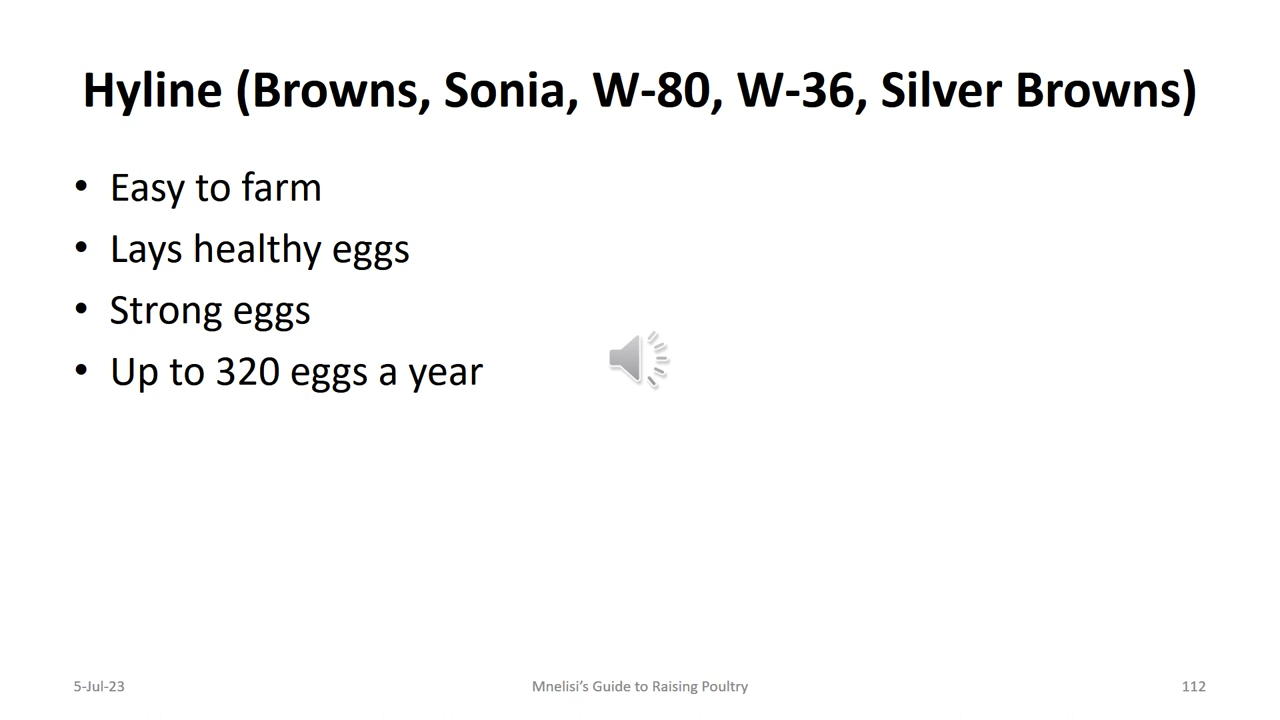 Hyline (Browns, Sonia, W-80, W-36, Silver Browns)
• Easy to farm
• Lays healthy eggs
• Strong eggs
• Up to 320 eggs a year
5-Jul-23
Mnelisi’s Guide to Raising Poultry
112